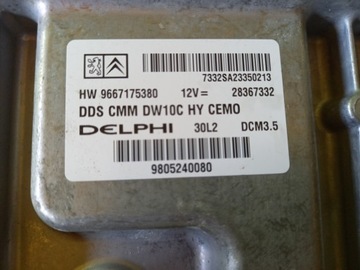 7332SA23350213
HW 9667175380 12V= 28367332
DDS CMM DW10C HY CEMO
DELPHI 30L2 DCM3.5
9805240080